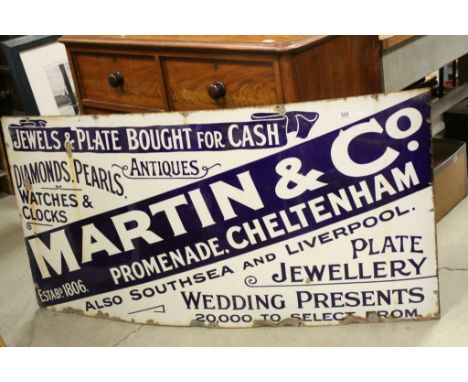 JEWELS & PLATE BOUGHT FOR CASH
DIAMONDS, PEARLS.
ANTIQUES
WATCHES &
CLOCKS
MARTIN & Co.
PROMENADE, CHELTENHAM
ESTABD. 1806.
ALSO SOUTHSEA AND LIVERPOOL.
PLATE
JEWELLERY
WEDDING PRESENTS
20,000 TO SELECT FROM